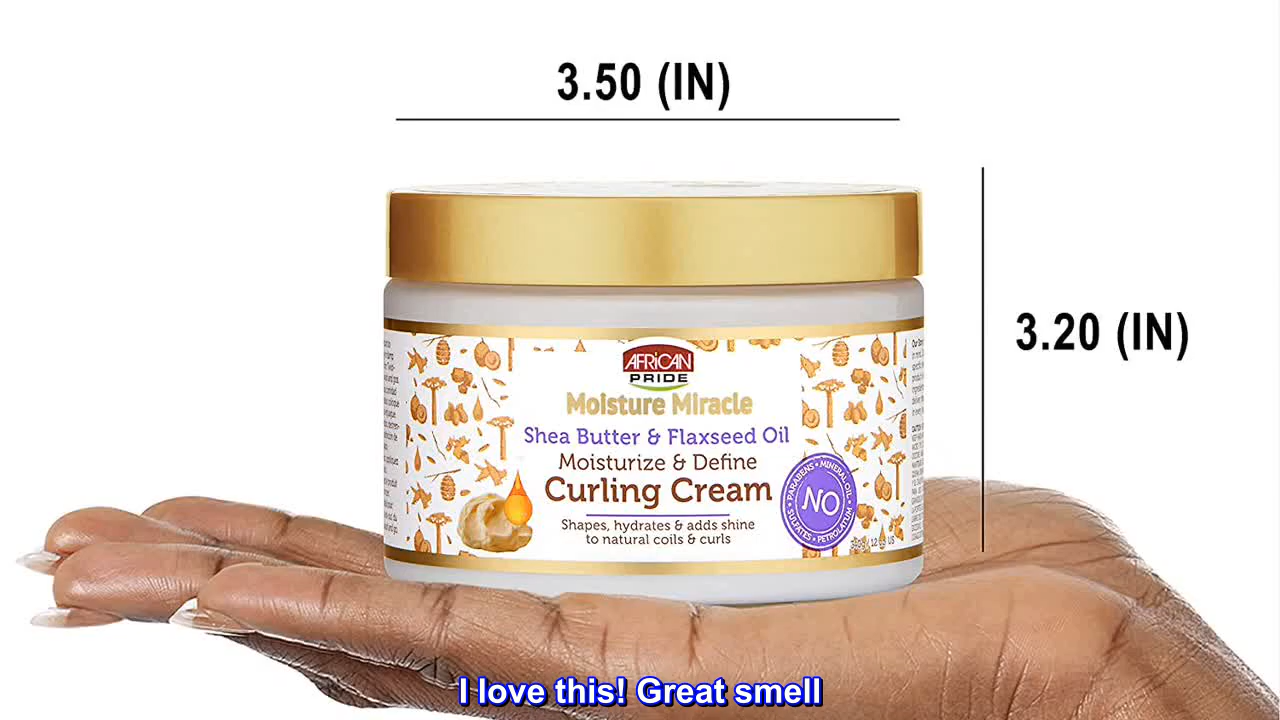 3.50 (IN)
3.20 (IN)
AFRICAN
PRIDE
Moisture Miracle
Shea Butter & Flaxseed Oil
Moisturize & Define
Curling Cream
Shapes, hydrates & adds shine
to natural coils & curls
NO
PARABENS • MINERAL OIL • PETROLATUM • SULFATES •
I love this! Great smell